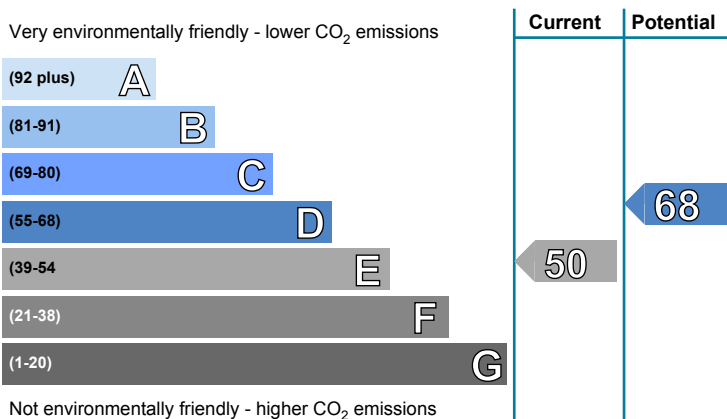 Very environmentally friendly - lower CO2 emissions
Current Potential
(92 plus) A
(81-91) B
(69-80) C
(55-68) D
68
(39-54 E
50
(21-38) F
(1-20) G
Not environmentally friendly - higher CO2 emissions